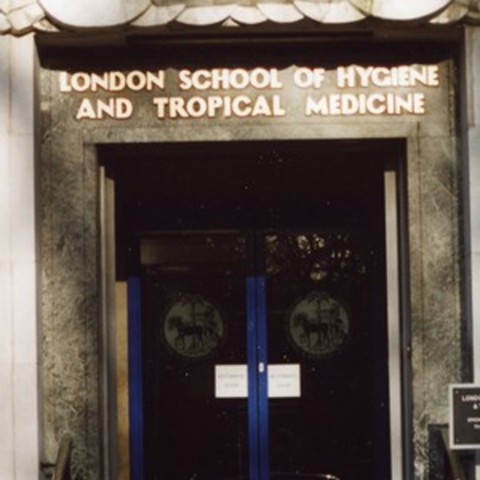 LONDON SCHOOL OF HYGIENE
AND TROPICAL MEDICINE